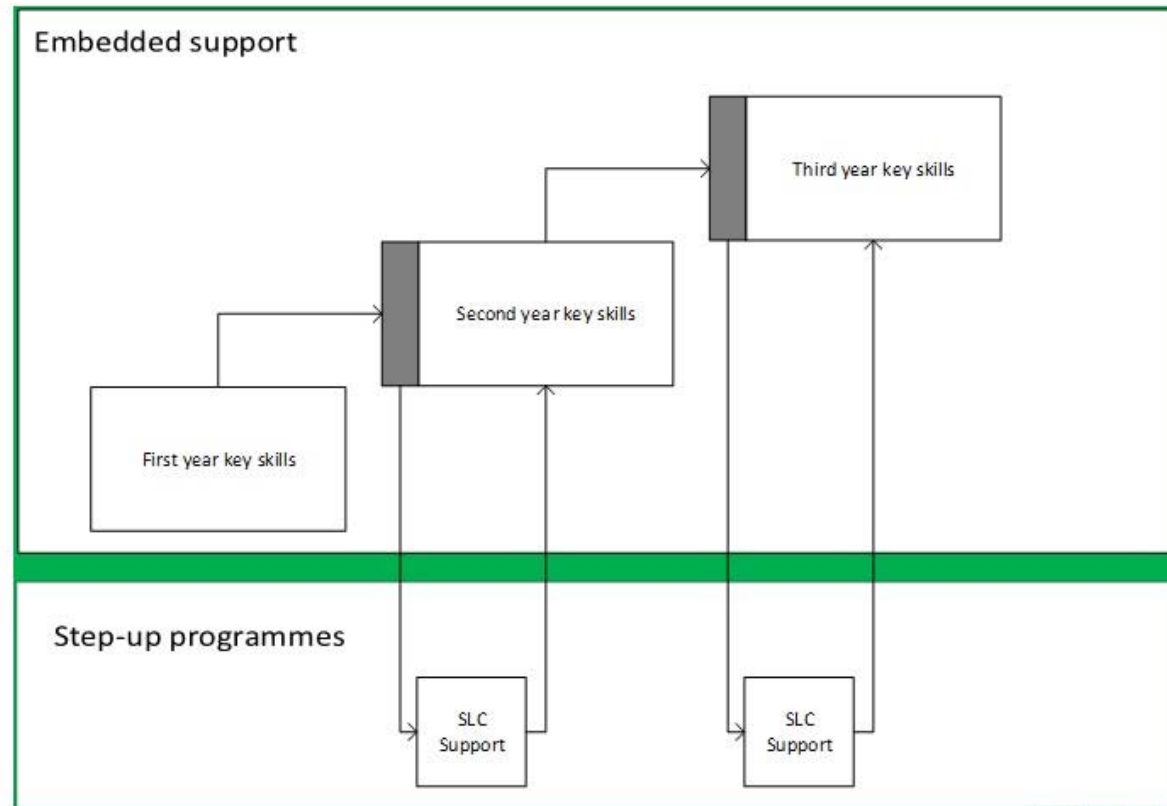 Embedded support
Third year key skills
Second year key skills
First year key skills
Step-up programmes
SLC
Support
SLC
Support